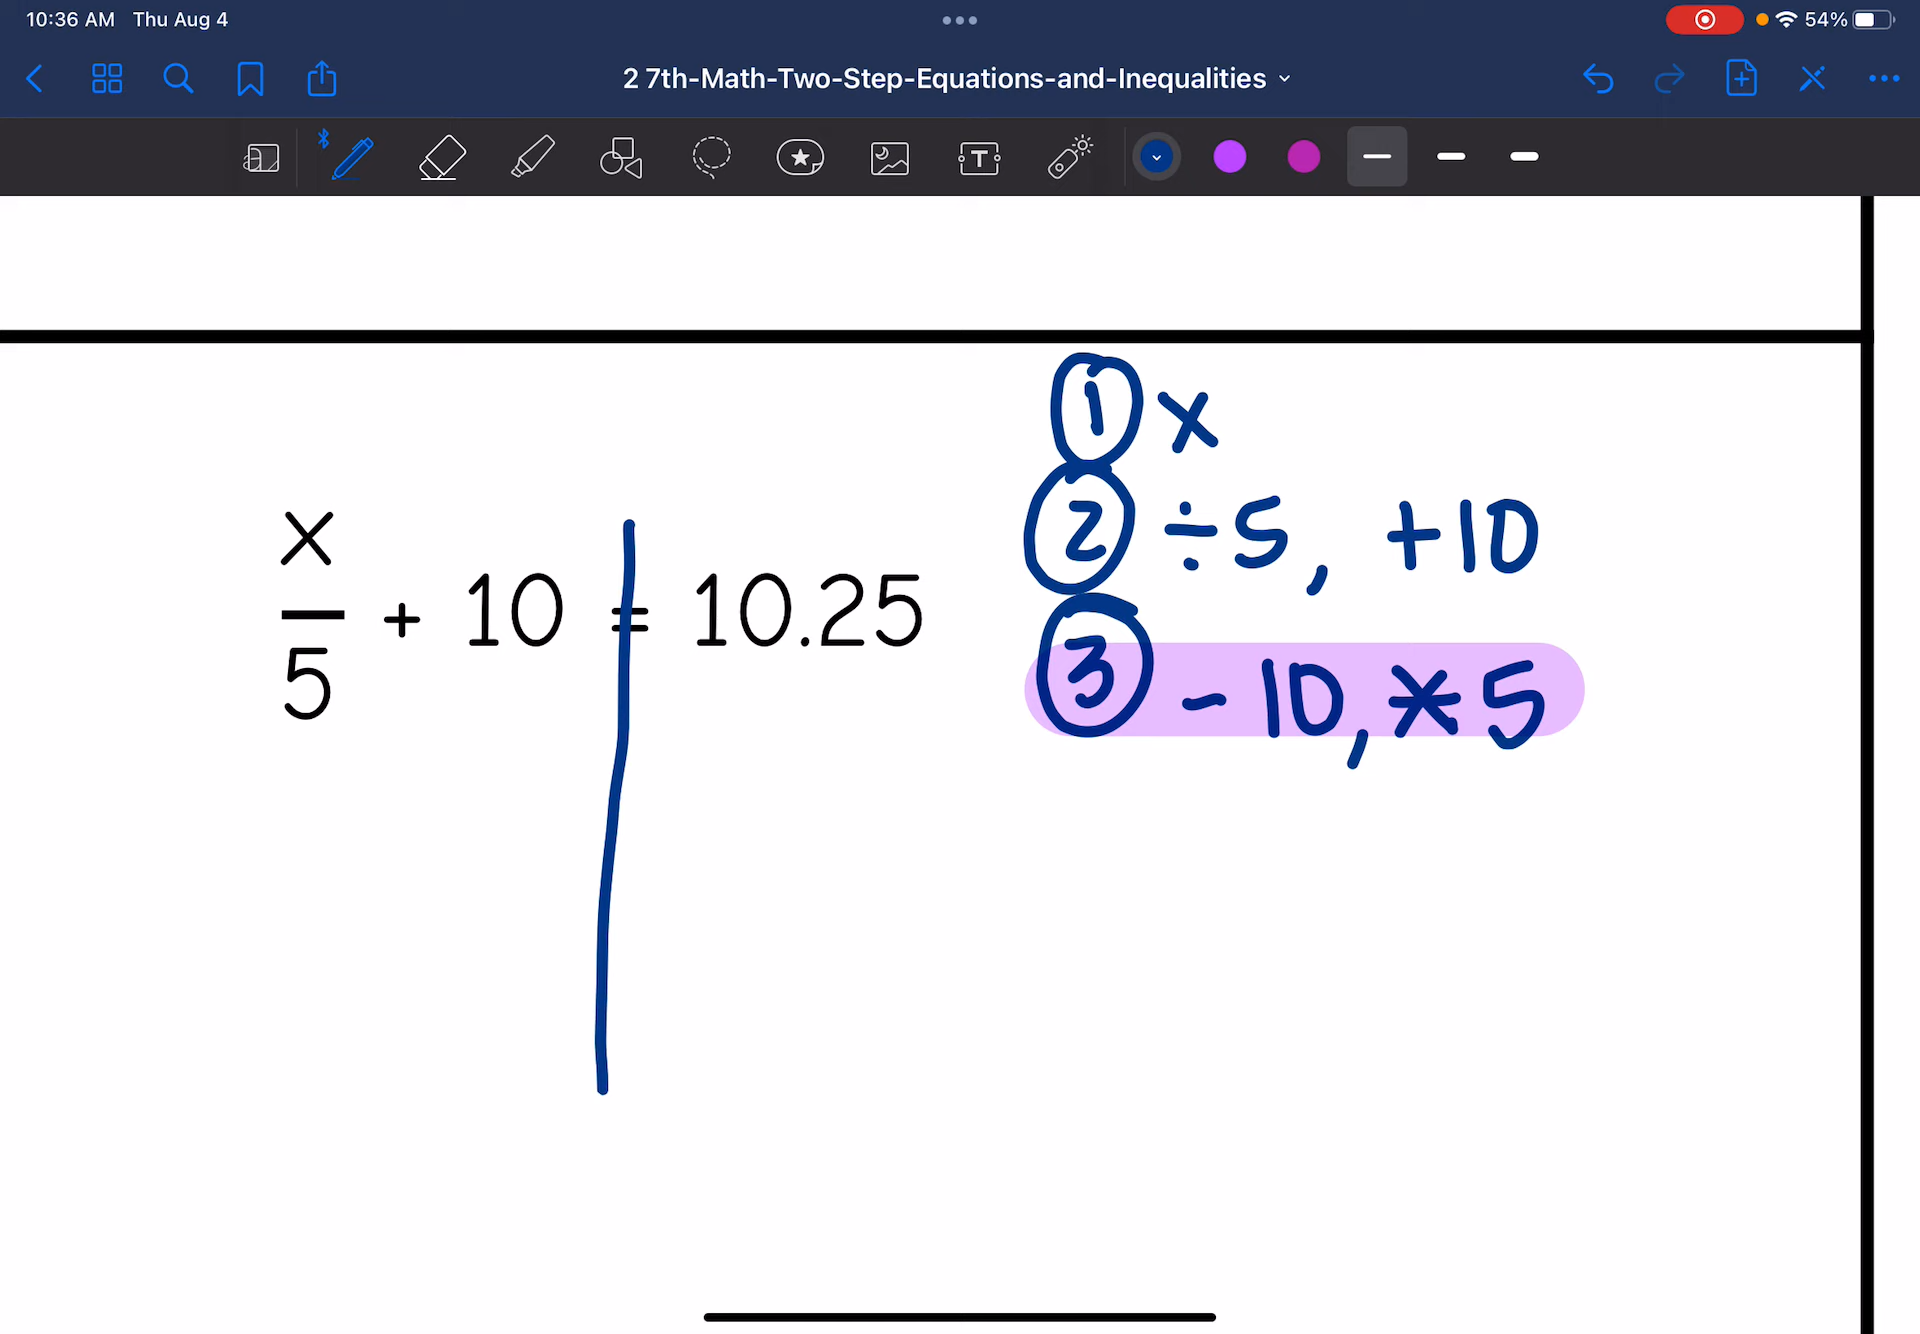 10:36 AM Thu Aug 4
54%
2 7th-Math-Two-Step-Equations-and-Inequalities
x
5
+ 10 = 10.25
① x
② ÷5, +10
③ -10, *5